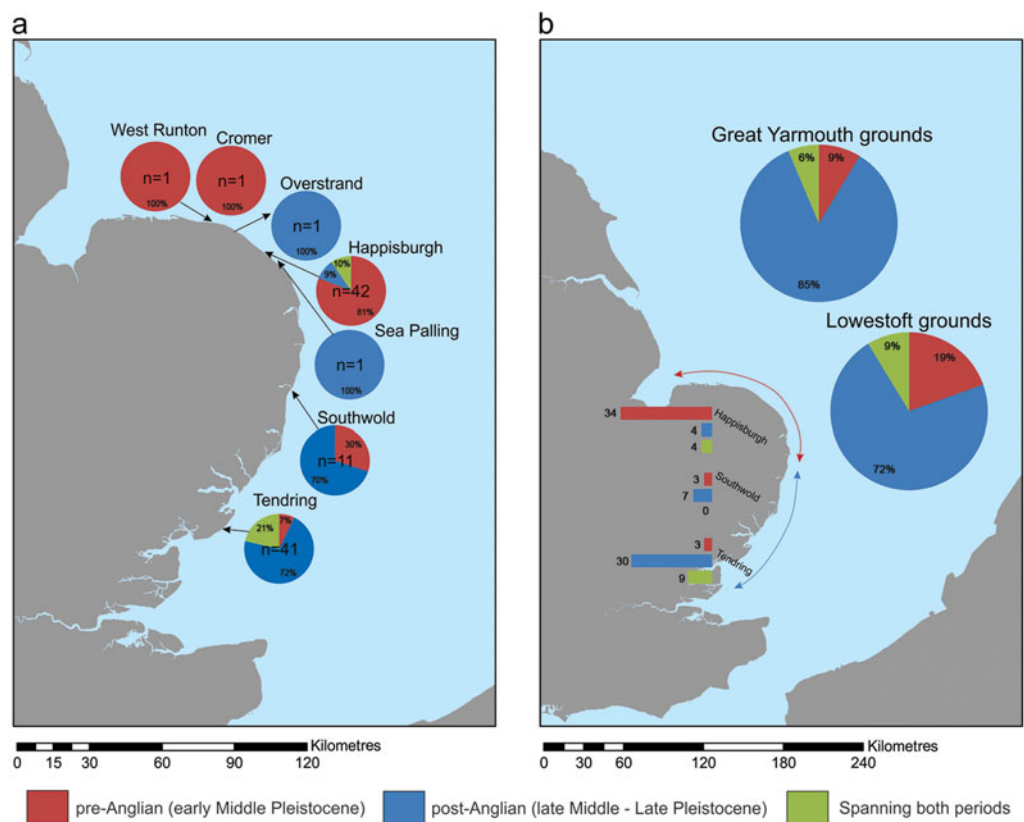 a
West Runton
n=1
100%
Cromer
n=1
100%
Overstrand
n=1
100%
Happisburgh
10%
9%
n=42
81%
Sea Palling
n=1
100%
Southwold
30%
n=11
70%
Tendring
7%
21%
n=41
72%
Kilometres
0 15 30 60 90 120
b
Great Yarmouth grounds
6% 9%
85%
Lowestoft grounds
9% 19%
72%
34
4
4
Happisburgh
3
7
0
Southwold
3
30
9
Tendring
Kilometres
0 30 60 120 180 240
pre-Anglian (early Middle Pleistocene)
post-Anglian (late Middle - Late Pleistocene)
Spanning both periods